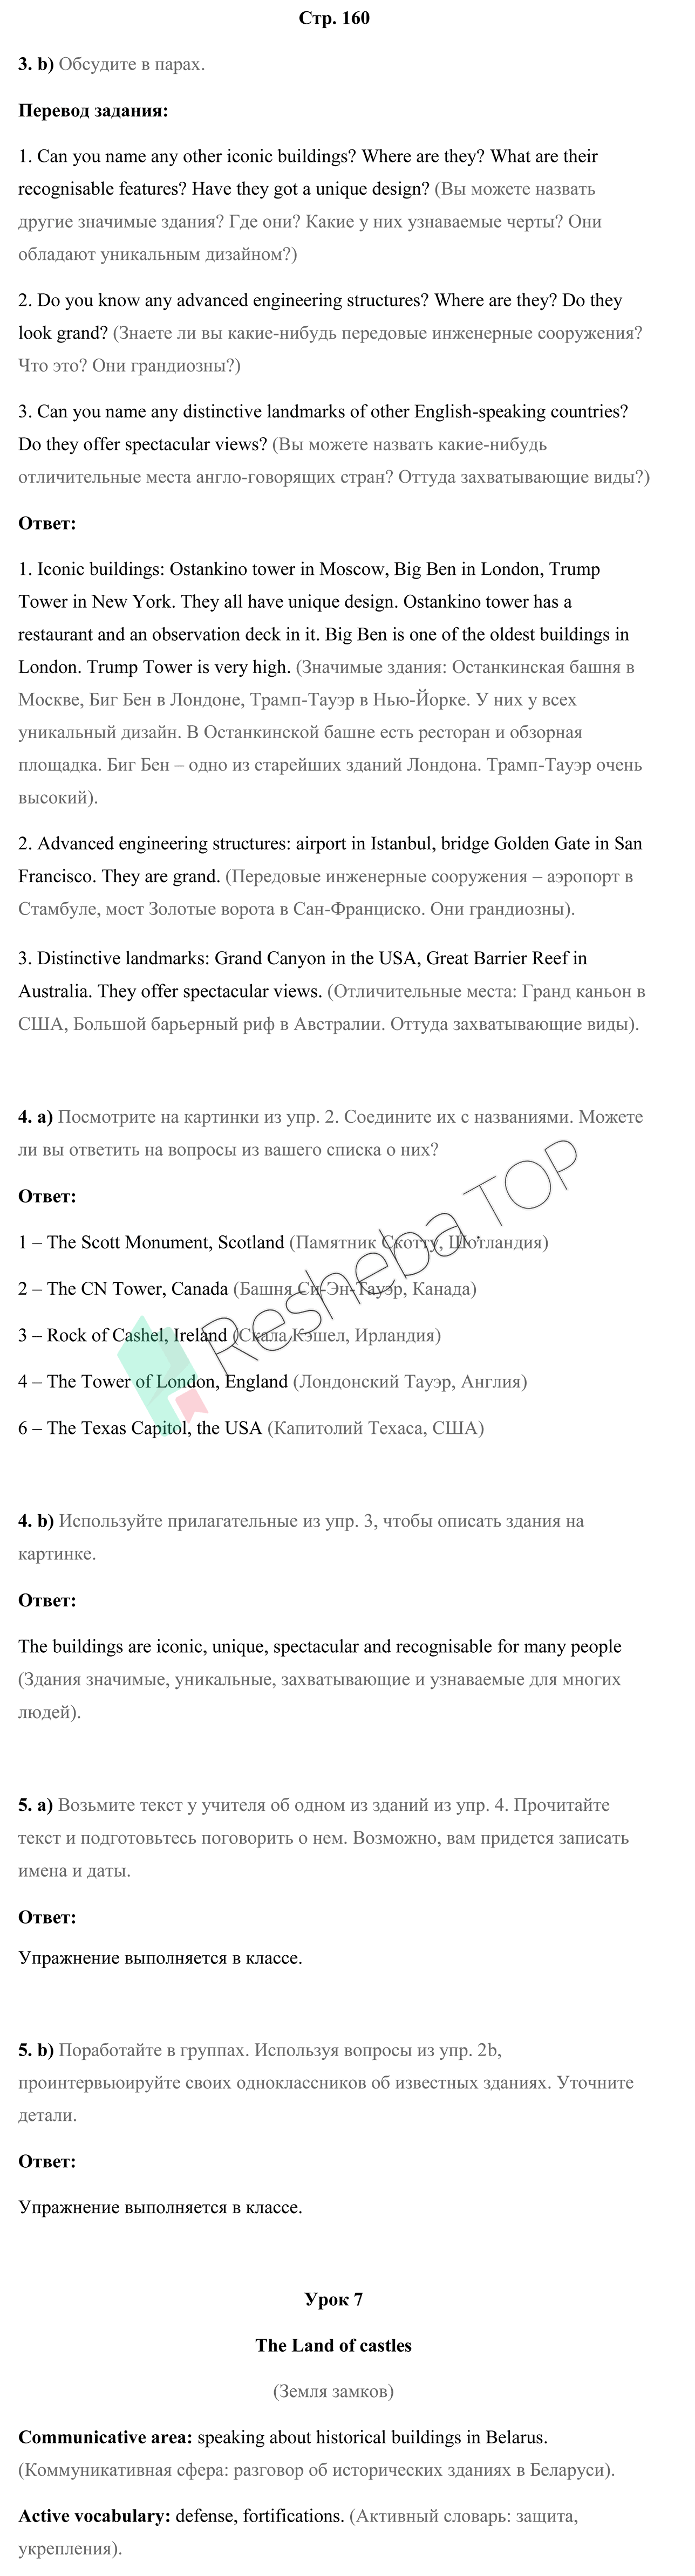 Стр. 160
3. b) Обсудите в парах.
Перевод задания:
1. Can you name any other iconic buildings? Where are they? What are their
recognisable features? Have they got a unique design? (Вы можете назвать
другие значимые здания? Где они? Какие у них узнаваемые черты? Они
обладают уникальным дизайном?)
2. Do you know any advanced engineering structures? Where are they? Do they
look grand? (Знаете ли вы какие-нибудь передовые инженерные сооружения?
Что это? Они грандиозны?)
3. Can you name any distinctive landmarks of other English-speaking countries?
Do they offer spectacular views? (Вы можете назвать какие-нибудь
отличительные места англо-говорящих стран? Оттуда захватывающие виды?)
Ответ:
1. Iconic buildings: Ostankino tower in Moscow, Big Ben in London, Trump
Tower in New York. They all have unique design. Ostankino tower has a
restaurant and an observation deck in it. Big Ben is one of the oldest buildings in
London. Trump Tower is very high. (Значимые здания: Останкинская башня в
Москве, Биг Бен в Лондоне, Трамп-Тауэр в Нью-Йорке. У них у всех
уникальный дизайн. В Останкинской башне есть ресторан и обзорная
площадка. Биг Бен – одно из старейших зданий Лондона. Трамп-Тауэр очень
высокий).
2. Advanced engineering structures: airport in Istanbul, bridge Golden Gate in San
Francisco. They are grand. (Передовые инженерные сооружения – аэропорт в
Стамбуле, мост Золотые ворота в Сан-Франциско. Они грандиозны).
3. Distinctive landmarks: Grand Canyon in the USA, Great Barrier Reef in
Australia. They offer spectacular views. (Отличительные места: Гранд каньон в
США, Большой барьерный риф в Австралии. Оттуда захватывающие виды).
4. a) Посмотрите на картинки из упр. 2. Соедините их с названиями. Можете
ли вы ответить на вопросы из вашего списка о них?
Ответ:
1 – The Scott Monument, Scotland (Памятник Скотту, Шотландия)
2 – The CN Tower, Canada (Башня Си-Эн-Тауэр, Канада)
3 – Rock of Cashel, Ireland (Скала Кэшел, Ирландия)
4 – The Tower of London, England (Лондонский Тауэр, Англия)
6 – The Texas Capitol, the USA (Капитолий Техаса, США)
Resheba.TOP
4. b) Используйте прилагательные из упр. 3, чтобы описать здания на
картинке.
Ответ:
The buildings are iconic, unique, spectacular and recognisable for many people
(Здания значимые, уникальные, захватывающие и узнаваемые для многих
людей).
5. a) Возьмите текст у учителя об одном из зданий из упр. 4. Прочитайте
текст и подготовьтесь поговорить о нем. Возможно, вам придется записать
имена и даты.
Ответ:
Упражнение выполняется в классе.
5. b) Поработайте в группах. Используя вопросы из упр. 2b,
проинтервьюируйте своих одноклассников об известных зданиях. Уточните
детали.
Ответ:
Упражнение выполняется в классе.
Урок 7
The Land of castles
(Земля замков)
Communicative area: speaking about historical buildings in Belarus.
(Коммуникативная сфера: разговор об исторических зданиях в Беларуси).
Active vocabulary: defense, fortifications. (Активный словарь: защита,
укрепления).